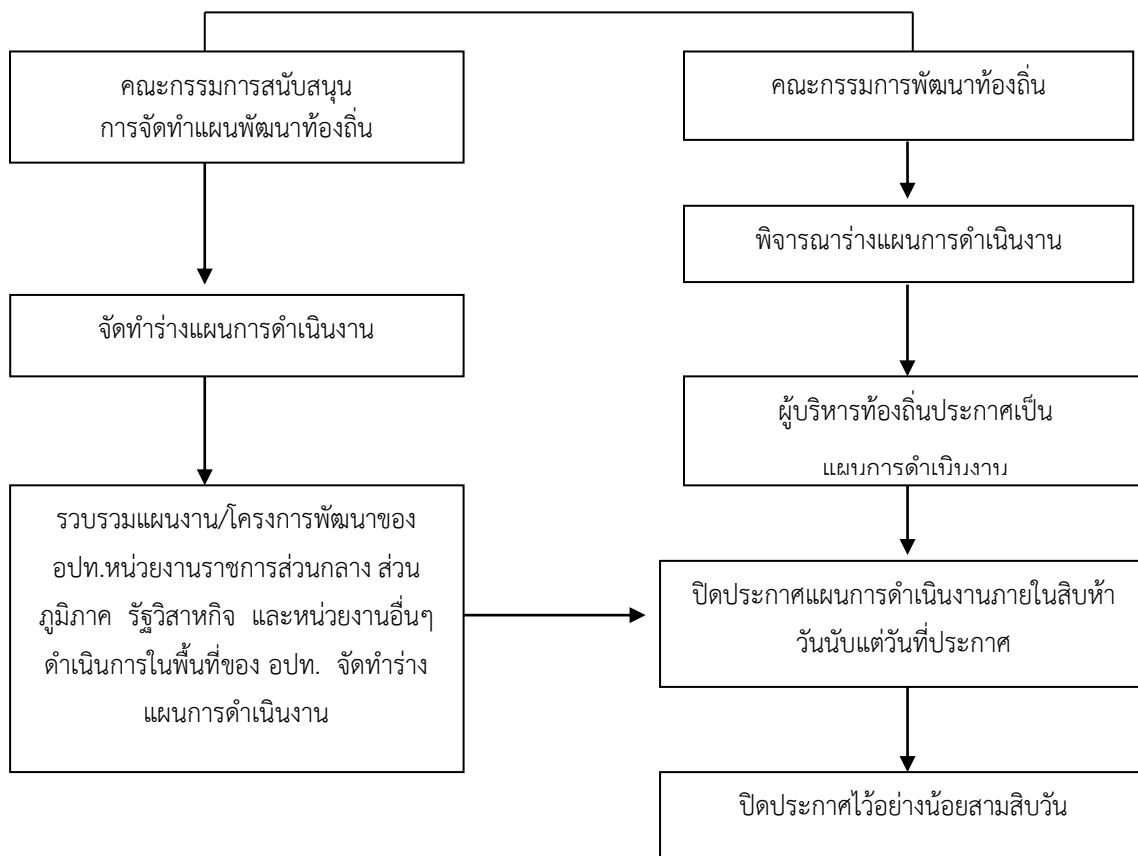 คณะกรรมการสนับสนุน
การจัดทำแผนพัฒนาท้องถิ่น
จัดทำร่างแผนการดำเนินงาน
รวบรวมแผนงาน/โครงการพัฒนาของ
อปท.หน่วยงานราชการส่วนกลาง ส่วน
ภูมิภาค รัฐวิสาหกิจ และหน่วยงานอื่นๆ
ดำเนินการในพื้นที่ของ อปท. จัดทำร่าง
แผนการดำเนินงาน
คณะกรรมการพัฒนาท้องถิ่น
พิจารณาร่างแผนการดำเนินงาน
ผู้บริหารท้องถิ่นประกาศเป็น
แผนการดำเนินงาน
ปิดประกาศแผนการดำเนินงานภายในสิบห้า
วันนับแต่วันที่ประกาศ
ปิดประกาศไว้อย่างน้อยสามสิบวัน